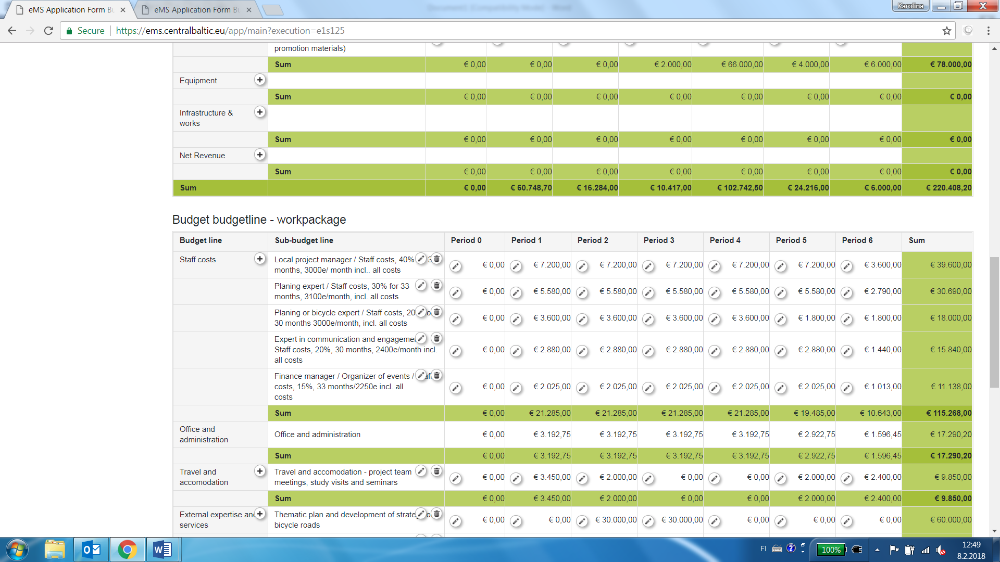 eMS Application Form Bu
eMS Application Form Bu
Karolina
Secure
https://ems.centralbaltic.eu/app/main?execution=e1s125
promotion materials)
Sum € 0,00 € 0,00 € 0,00 € 2.000,00 € 66.000,00 € 4.000,00 € 6.000,00 € 78.000,00
Equipment
Sum € 0,00 € 0,00 € 0,00 € 0,00 € 0,00 € 0,00 € 0,00 € 0,00
Infrastructure &
works
Sum € 0,00 € 0,00 € 0,00 € 0,00 € 0,00 € 0,00 € 0,00 € 0,00
Net Revenue
Sum € 0,00 € 0,00 € 0,00 € 0,00 € 0,00 € 0,00 € 0,00 € 0,00
Sum € 0,00 € 60.748,70 € 16.284,00 € 10.417,00 € 102.742,50 € 24.216,00 € 6.000,00 € 220.408,20
Budget budgetline - workpackage
Budget line Sub-budget line Period 0 Period 1 Period 2 Period 3 Period 4 Period 5 Period 6 Sum
Staff costs
Local project manager / Staff costs, 40% 3
months, 3000e/ month incl.. all costs
€ 0,00 € 7.200,00 € 7.200,00 € 7.200,00 € 7.200,00 € 7.200,00 € 3.600,00 € 39.600,00
Planing expert / Staff costs, 30% for 33
months, 3100e/month, incl. all costs
€ 0,00 € 5.580,00 € 5.580,00 € 5.580,00 € 5.580,00 € 5.580,00 € 2.790,00 € 30.690,00
Planing or bicycle expert / Staff costs, 20 fo
30 months 3000e/month, incl. all costs
€ 0,00 € 3.600,00 € 3.600,00 € 3.600,00 € 3.600,00 € 1.800,00 € 1.800,00 € 18.000,00
Expert in communication and engageme
Staff costs, 20%, 30 months, 2400e/month incl.
all costs
€ 0,00 € 2.880,00 € 2.880,00 € 2.880,00 € 2.880,00 € 2.880,00 € 1.440,00 € 15.840,00
Finance manager / Organizer of events / aff
costs, 15%, 33 months/2250e incl. all
costs
€ 0,00 € 2.025,00 € 2.025,00 € 2.025,00 € 2.025,00 € 2.025,00 € 1.013,00 € 11.138,00
Sum € 0,00 € 21.285,00 € 21.285,00 € 21.285,00 € 21.285,00 € 19.485,00 € 10.643,00 € 115.268,00
Office and
administration
Office and administration € 0,00 € 3.192,75 € 3.192,75 € 3.192,75 € 3.192,75 € 2.922,75 € 1.596,45 € 17.290,20
Sum € 0,00 € 3.192,75 € 3.192,75 € 3.192,75 € 3.192,75 € 2.922,75 € 1.596,45 € 17.290,20
Travel and
accomodation
Travel and accomodation - project team
meetings, study visits and seminars
€ 0,00 € 3.450,00 € 2.000,00 € 0,00 € 0,00 € 2.000,00 € 2.400,00 € 9.850,00
Sum € 0,00 € 3.450,00 € 2.000,00 € 0,00 € 0,00 € 2.000,00 € 2.400,00 € 9.850,00
External expertise and
services
Thematic plan and development of strateg o
bicycle roads
€ 0,00 € 0,00 € 30.000,00 € 30.000,00 € 0,00 € 0,00 € 0,00 € 60.000,00
FI
100%
12:49
8.2.2018